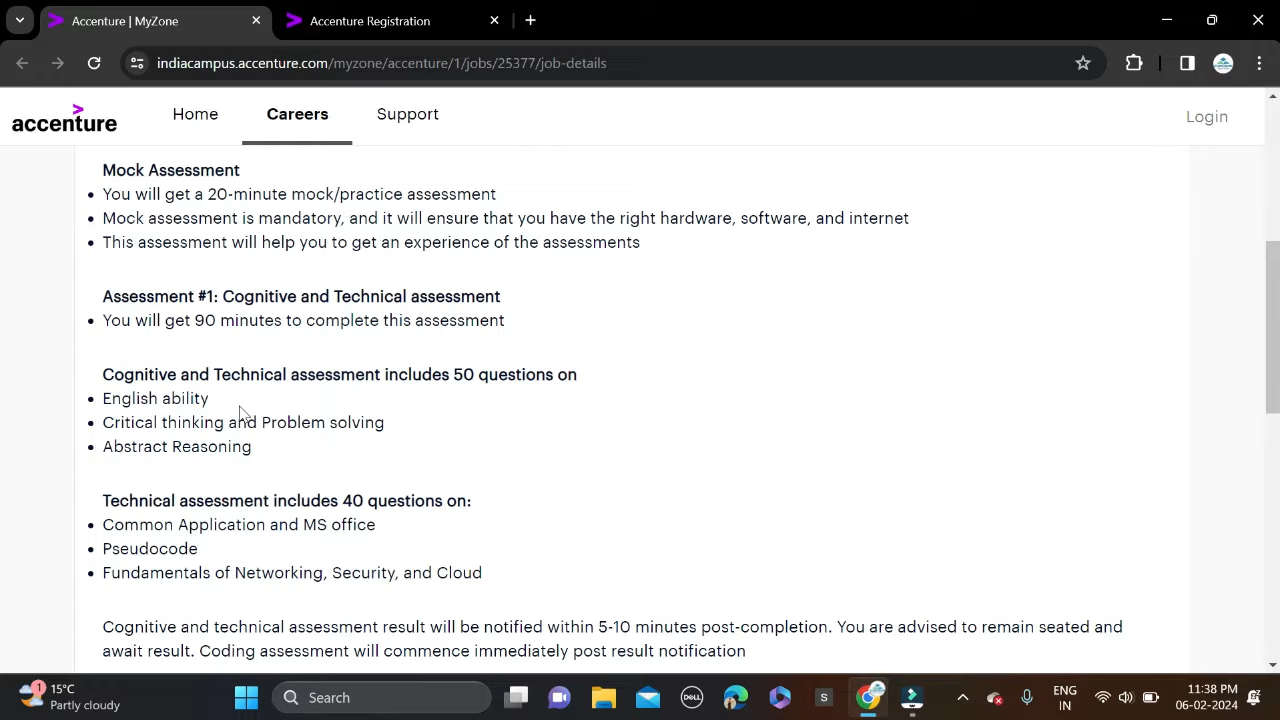 Accenture | MyZone
Accenture Registration
indiacampus.accenture.com/myzone/accenture/1/jobs/25377/job-details
accenture
Home
Careers
Support
Login
Mock Assessment
• You will get a 20-minute mock/practice assessment
• Mock assessment is mandatory, and it will ensure that you have the right hardware, software, and internet
• This assessment will help you to get an experience of the assessments
Assessment #1: Cognitive and Technical assessment
• You will get 90 minutes to complete this assessment
Cognitive and Technical assessment includes 50 questions on
• English ability
• Critical thinking and Problem solving
• Abstract Reasoning
Technical assessment includes 40 questions on:
• Common Application and MS office
• Pseudocode
• Fundamentals of Networking, Security, and Cloud
Cognitive and technical assessment result will be notified within 5-10 minutes post-completion. You are advised to remain seated and
await result. Coding assessment will commence immediately post result notification
1
15°C
Partly cloudy
Search
DELL
S
ENG
IN
11:38 PM
06-02-2024